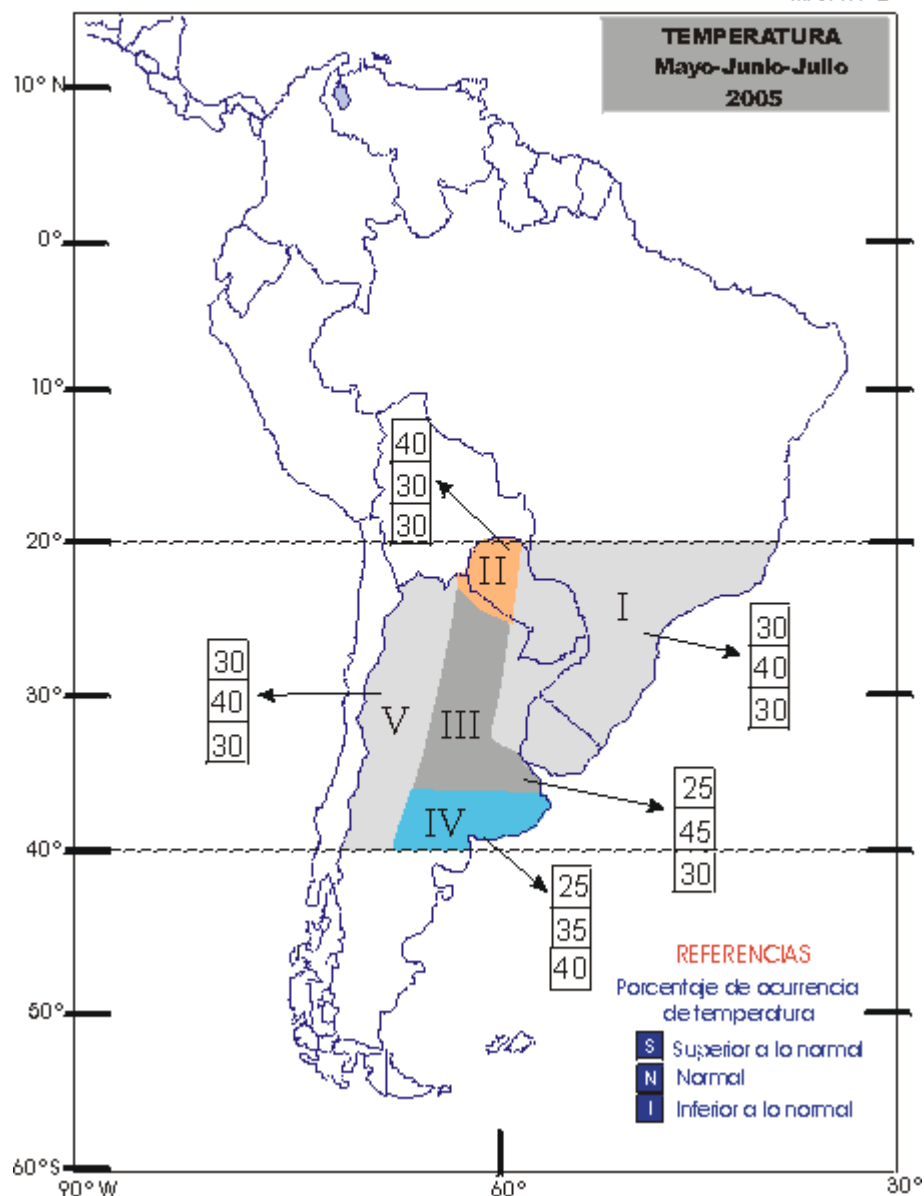 TEMPERATURA
Mayo-Junio-Julio
2005
10° N
0°
10°
20°
30°
40°
50°
60°S
90° W
60°
30°
40
30
30
II
I
30
40
30
30
40
30
V
III
25
45
30
IV
25
35
40
REFERENCIAS
Porcentaje de ocurrencia
de temperatura
S Superior a lo normal
N Normal
I Inferior a lo normal